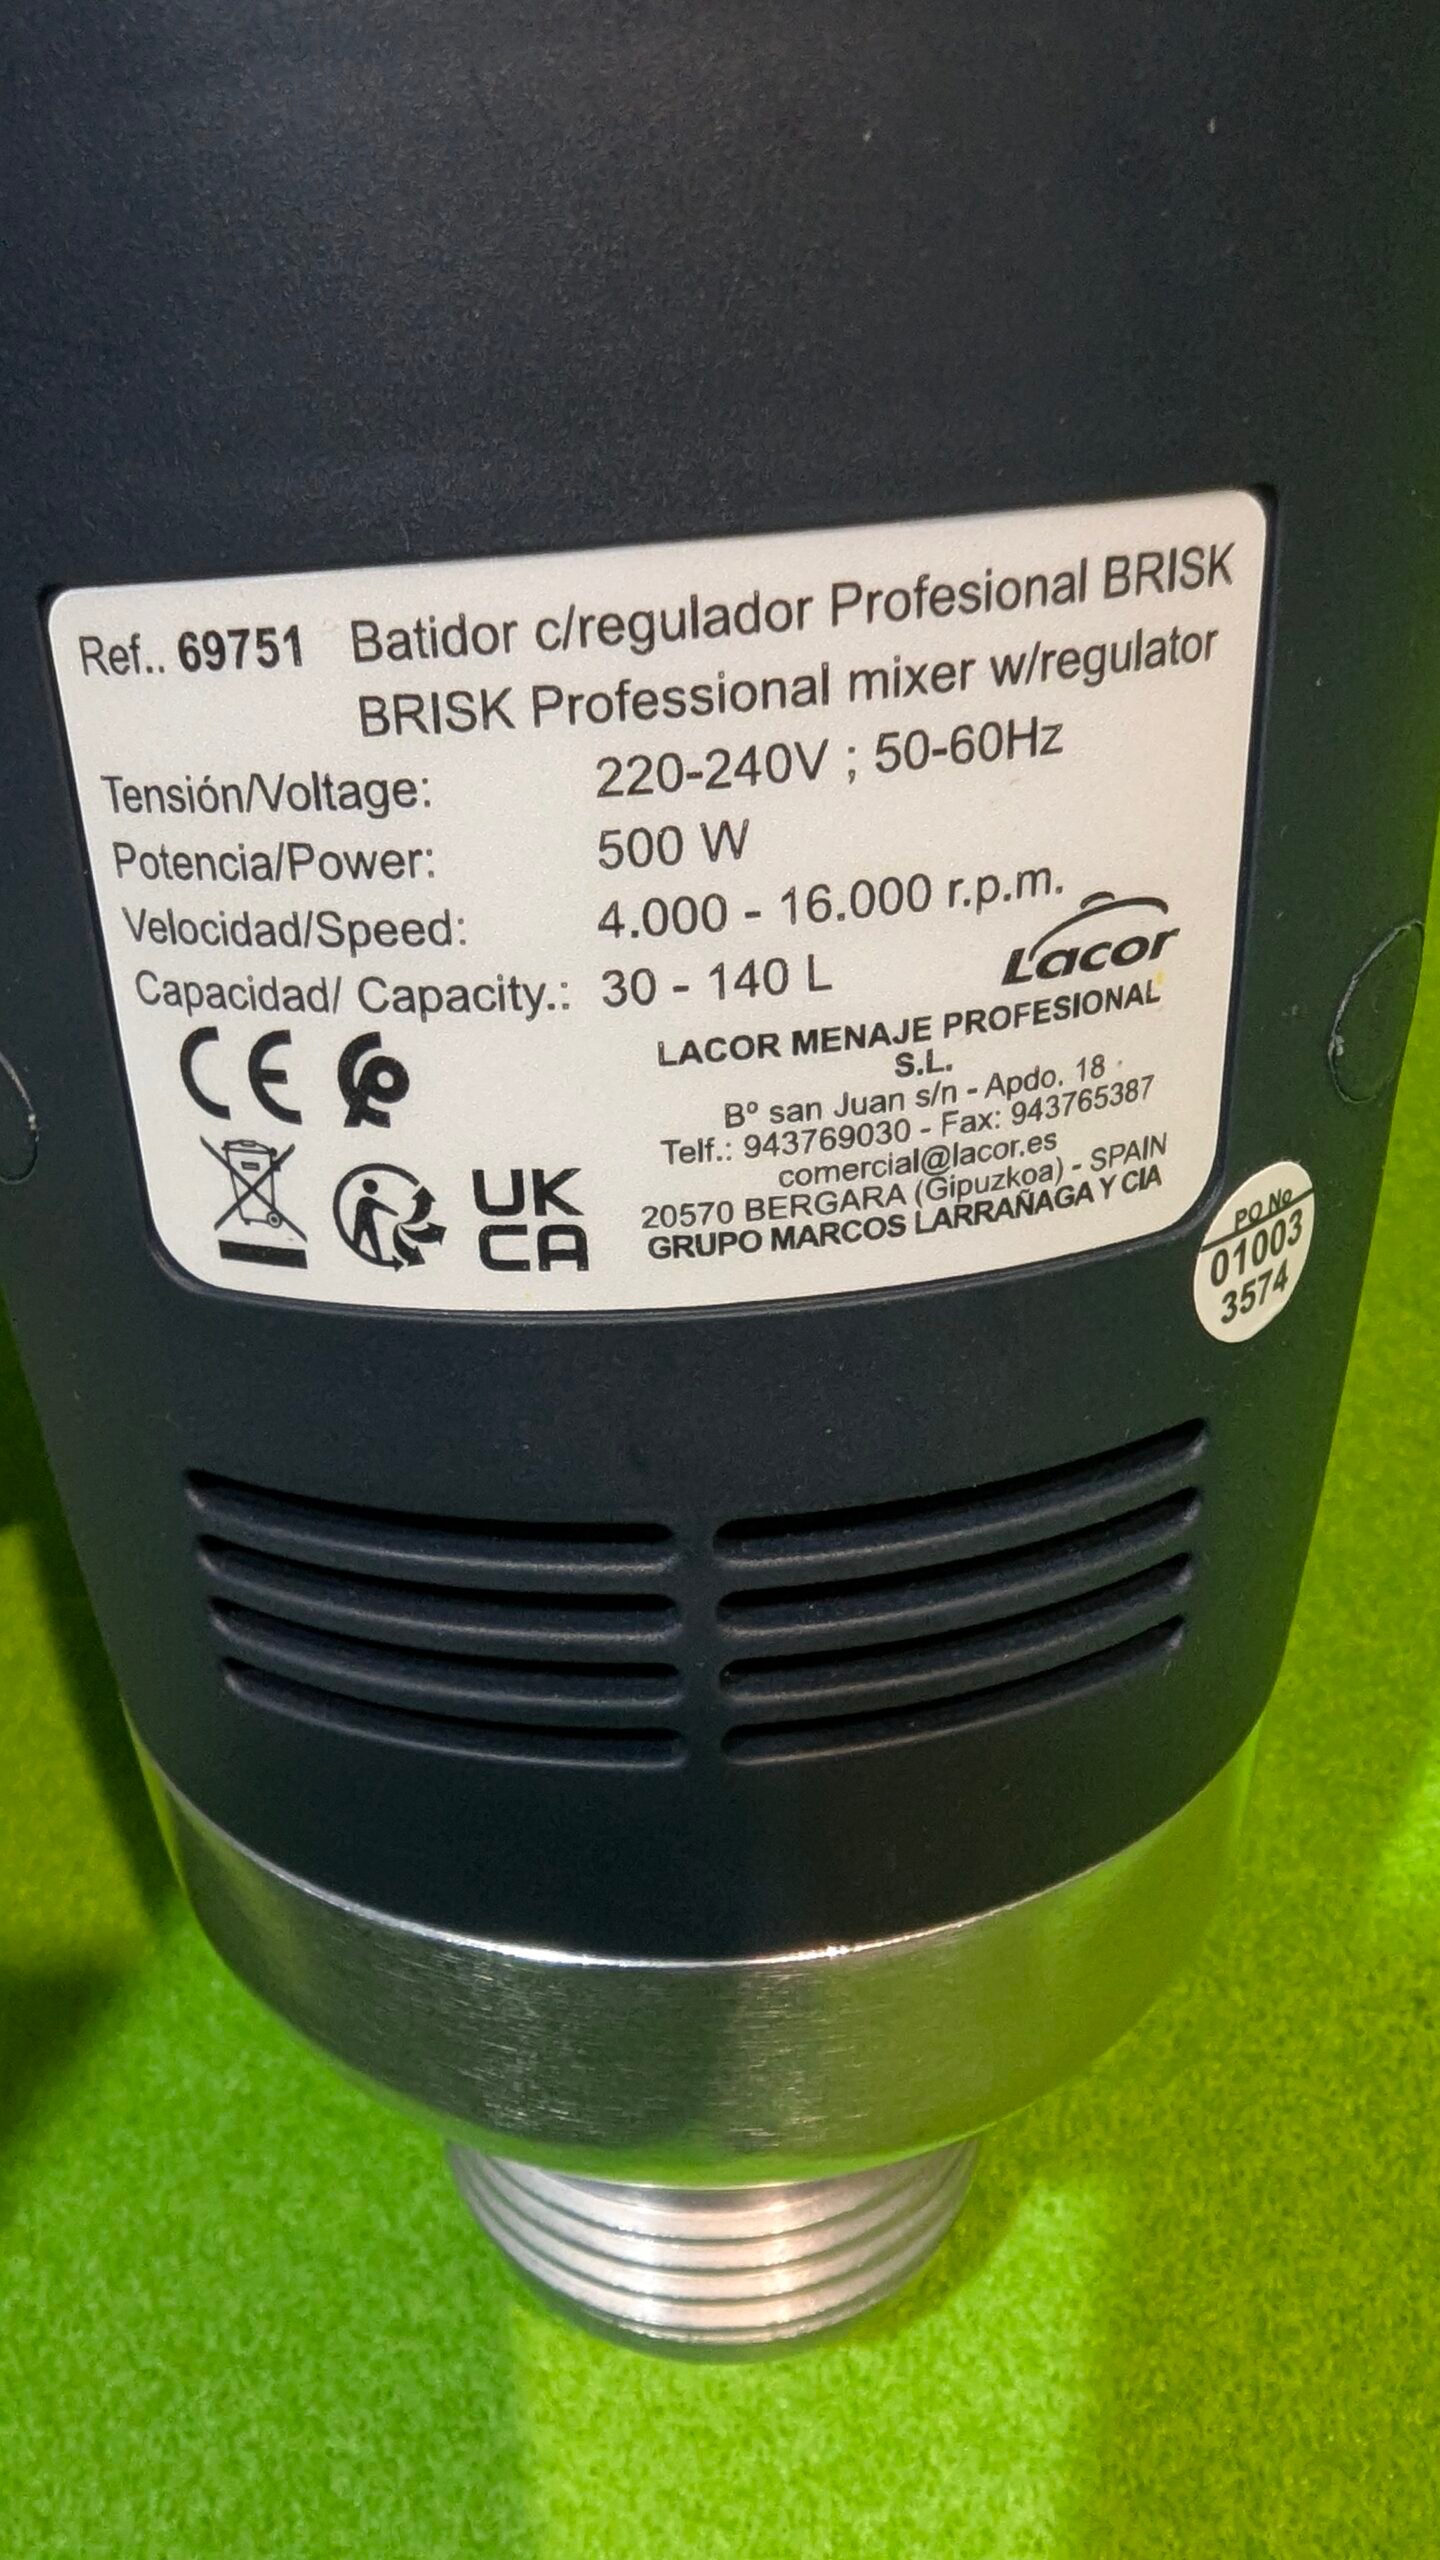 Ref.. 69751 Batidor c/regulador Profesional BRISK
BRISK Professional mixer w/regulator
Tensión/Voltage: 220-240V ; 50-60Hz
Potencia/Power: 500 W
Velocidad/Speed: 4.000 - 16.000 r.p.m.
Capacidad/ Capacity.: 30 - 140 L
Lacor
LACOR MENAJE PROFESIONAL
S.L.
Bº san Juan s/n - Apdo. 18
Telf.: 943769030 - Fax: 943765387
comercial@lacor.es
20570 BERGARA (Gipuzkoa) - SPAIN
GRUPO MARCOS LARRAÑAGA Y CIA
CE
UK
CA
PO No
01003
3574